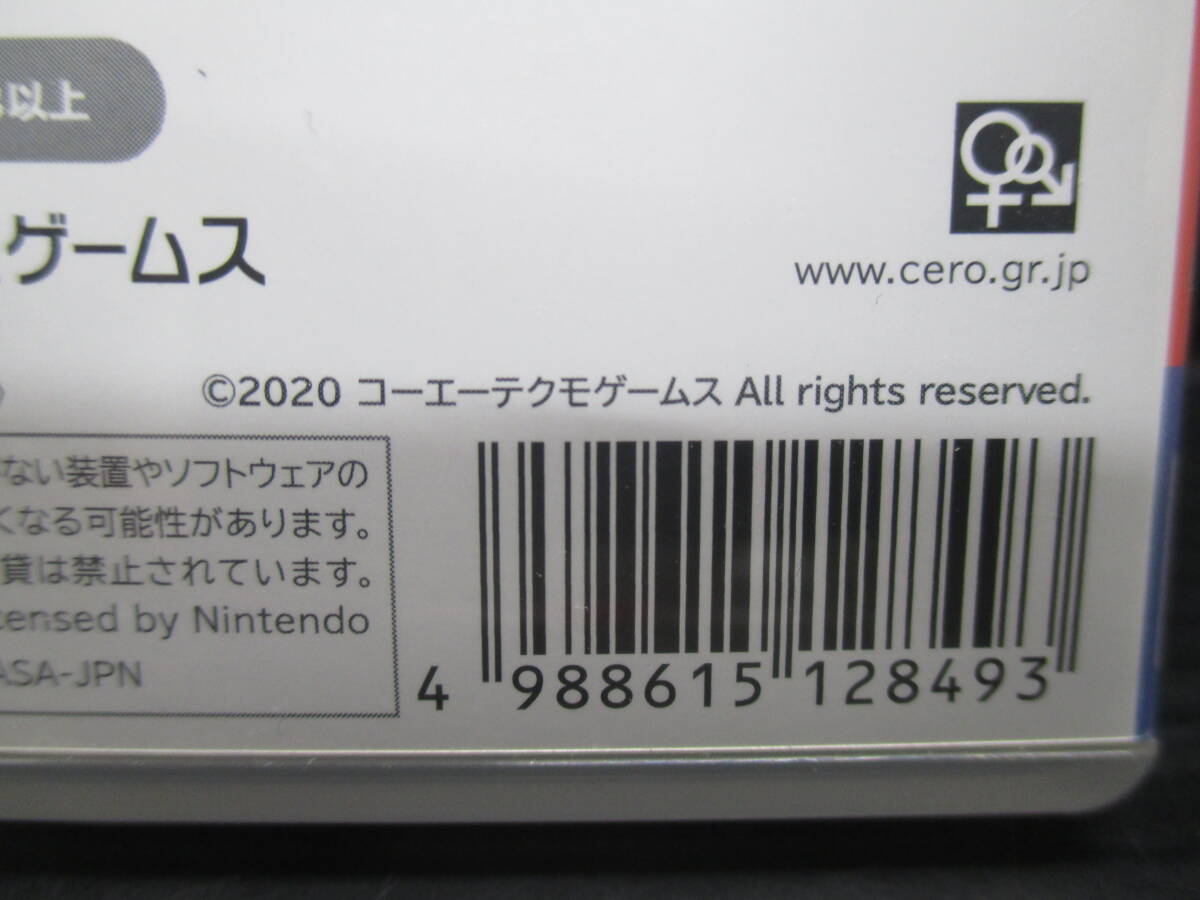 以上
ゲームス
www.cero.gr.jp
©2020 コーエーテクモゲームス All rights reserved.
ない装置やソフトウェアの
くなる可能性があります。
貸は禁止されています。
censed by Nintendo
ASA-JPN
4 988615 128493